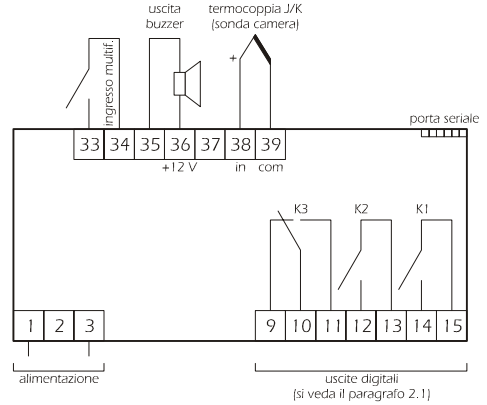 uscita
buzzer
termocoppia J/K
(sonda camera)
ingresso multif.
+
porta seriale
33 34 35 36 37 38 39
+12 V in com
K3 K2 K1
1 2 3 9 10 11 12 13 14 15
alimentazione
uscite digitali
(si veda il paragrafo 2.1)